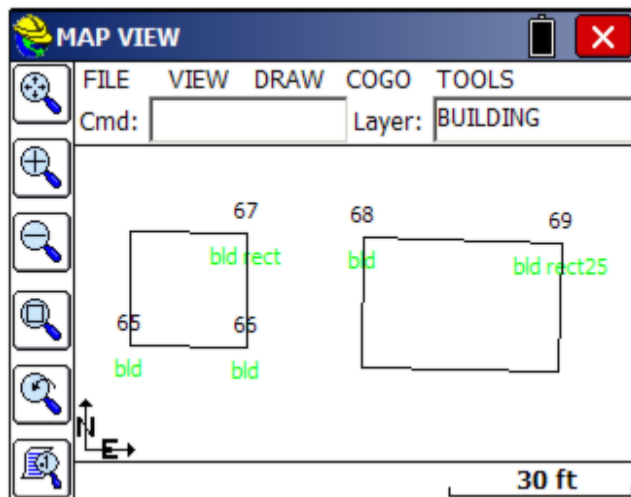 MAP VIEW
FILE VIEW DRAW COGO TOOLS
Cmd: Layer: BUILDING
67 68 69
bld rect bld bld rect25
65 66
bld bld
N
E
30 ft